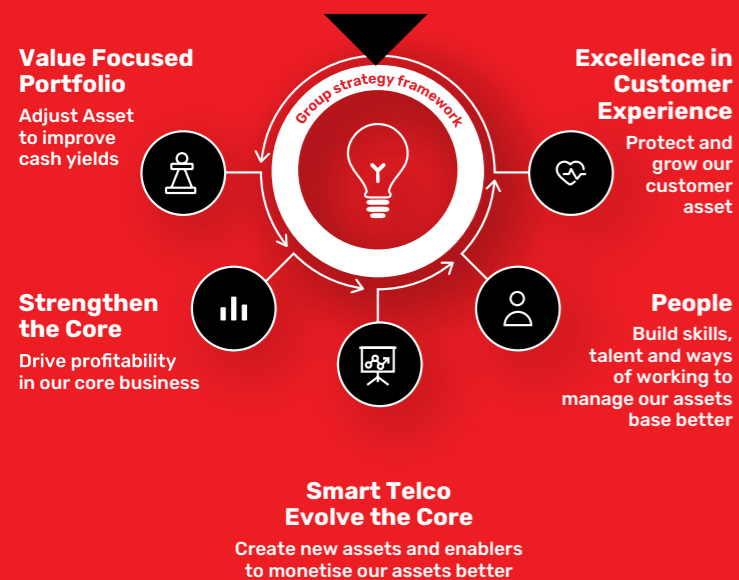 Group strategy framework
Value Focused
Portfolio
Adjust Asset
to improve
cash yields
Excellence in
Customer
Experience
Protect and
grow our
customer
asset
Strengthen
the Core
Drive profitability
in our core business
People
Build skills,
talent and ways
of working to
manage our assets
base better
Smart Telco
Evolve the Core
Create new assets and enablers
to monetise our assets better